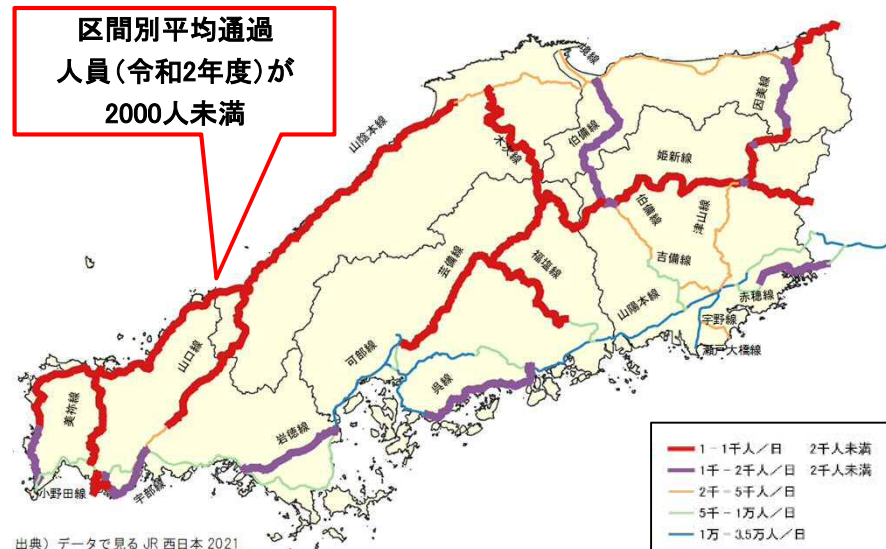 区間別平均通過
人員(令和2年度)が
2000人未満
境線
因美線
山陰本線
木次線
伯備線
姫新線
伯備線
津山線
芸備線
福塩線
吉備線
山陽本線
赤穂線
宇野線
瀬戸大橋線
可部線
呉線
山口線
美祢線
岩徳線
小野田線
宇部線
1-1千人/日 2千人未満
1千-2千人/日 2千人未満
2千-5千人/日
5千-1万人/日
1万-3.5万人/日
出典)データで見るJR西日本2021